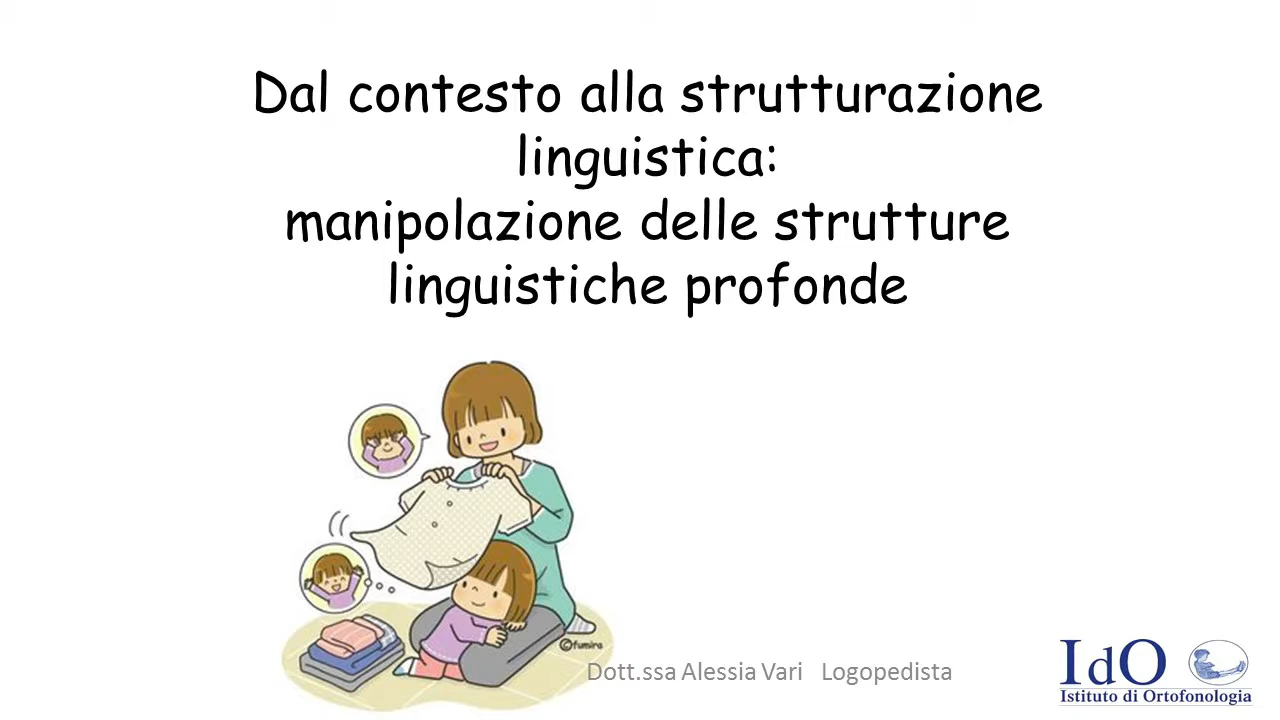 Dal contesto alla strutturazione
linguistica:
manipolazione delle strutture
linguistiche profonde
©fumira
Dott.ssa Alessia Vari Logopedista
IdO
Istituto di Ortofonologia